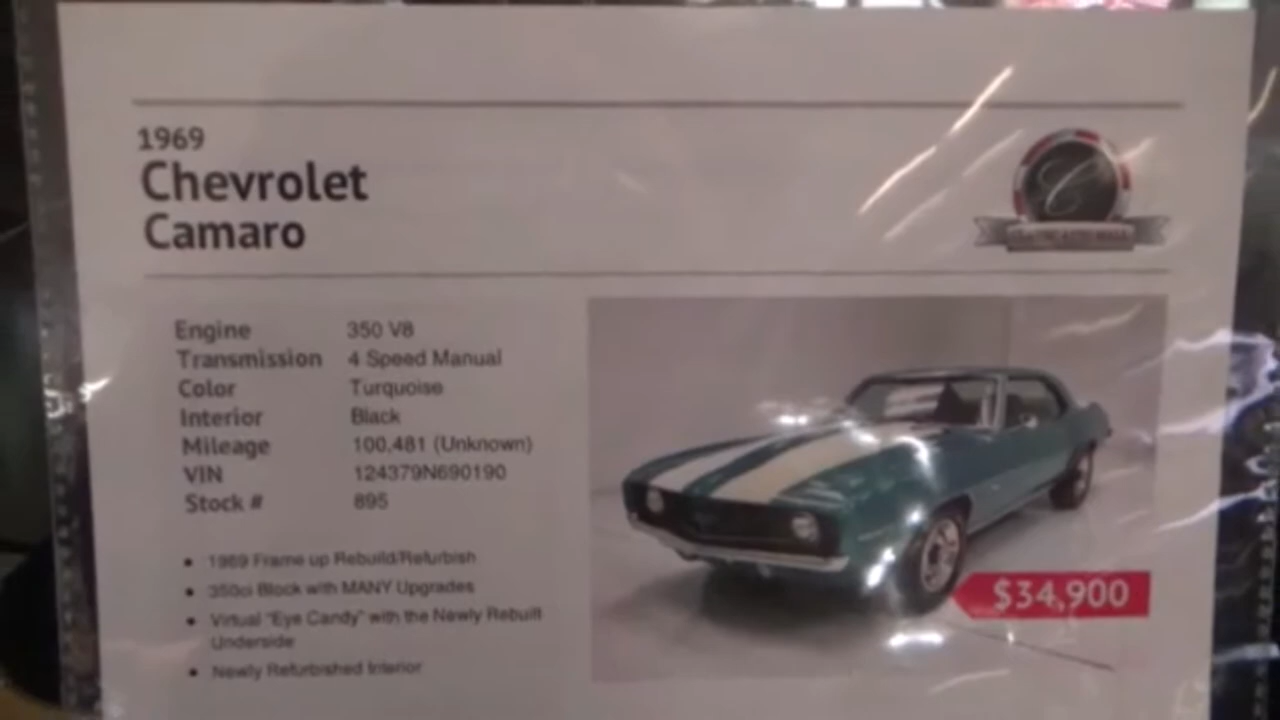 1969
Chevrolet
Camaro
Engine 350 V8
Transmission 4 Speed Manual
Color Turquoise
Interior Black
Mileage 100,481 (Unknown)
VIN 124379N690190
Stock # 895
• 1969 Frame up Rebuild/Refurbish
• 350ci Block with MANY Upgrades
• Virtual "Eye Candy" with the Newly Rebuilt
Underside
• Newly Refurbished Interior
$34,900